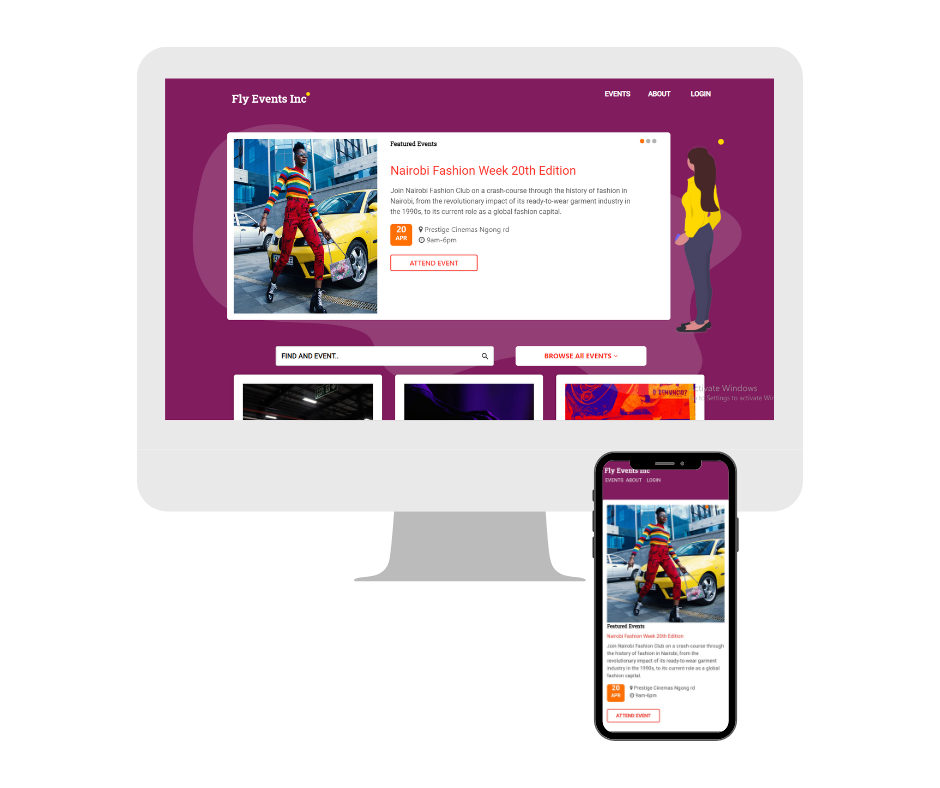 Fly Events Inc
EVENTS ABOUT LOGIN
Featured Events
Nairobi Fashion Week 20th Edition
Join Nairobi Fashion Club on a crash-course through the history of fashion in
Nairobi, from the revolutionary impact of its ready-to-wear garment industry in
the 1990s, to its current role as a global fashion capital.
20
APR
Prestige Cinemas Ngong rd
9am-6pm
ATTEND EVENT
FIND AND EVENT..
BROWSE All EVENTS
Windows
Settings to activate
Fly Events Inc
EVENTS ABOUT LOGIN
Featured Events
Nairobi Fashion Week 20th Edition
Join Nairobi Fashion Club on a crash-course through
the history of fashion in Nairobi, from the
revolutionary impact of its ready-to-wear garment
industry in the 1990s, to its current role as a global
fashion capital.
20
APR
Prestige Cinemas Ngong rd
9am-6pm
ATTEND EVENT